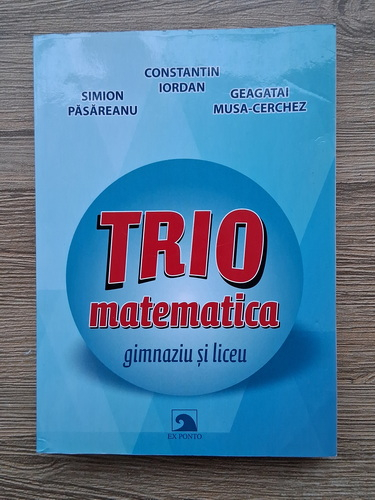 SIMION
PĂSĂREANU
CONSTANTIN
IORDAN
GEAGATAI
MUSA-CERCHEZ
TRIO
matematica
gimnaziu și liceu
EX PONTO